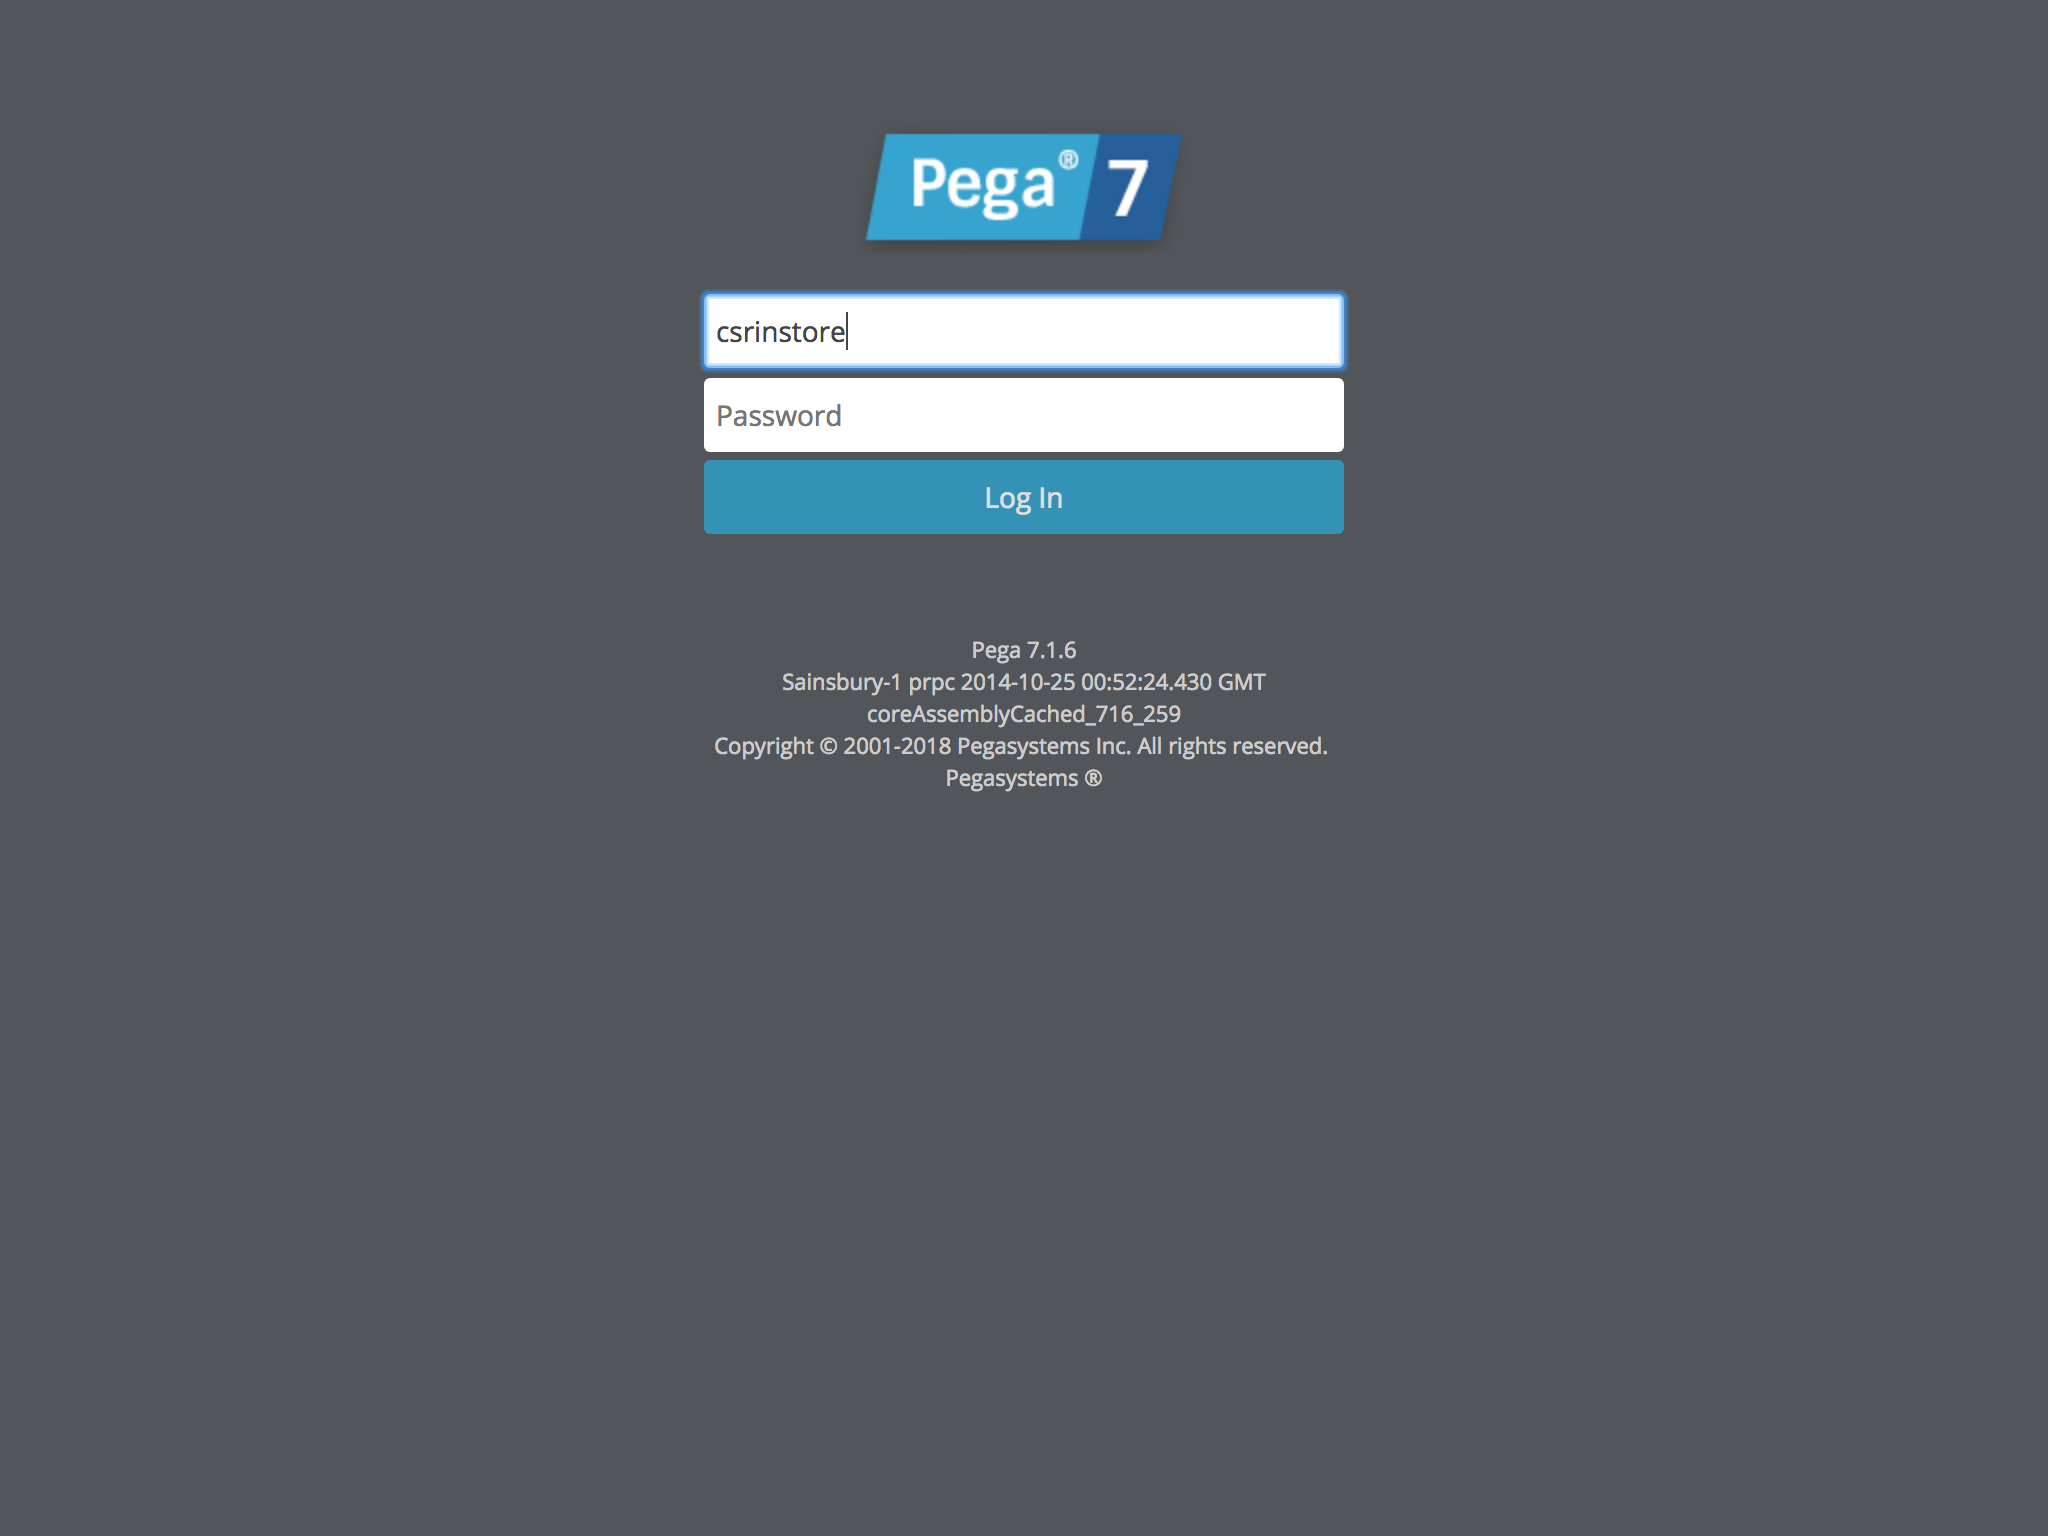 Pega® 7
csrinstore
Password
Log In
Pega 7.1.6
Sainsbury-1 prpc 2014-10-25 00:52:24.430 GMT
coreAssemblyCached_716_259
Copyright © 2001-2018 Pegasystems Inc. All rights reserved.
Pegasystems ®